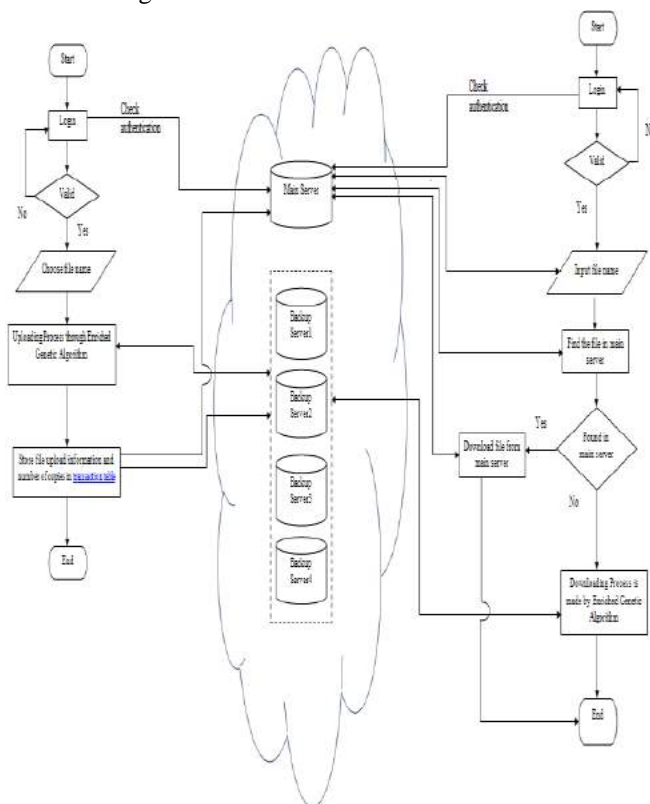 Start
Login
Check
authentication
Valid
No
Yes
Choose file name
Uploading Process through Enriched
Genetic Algorithm
Store file upload information and
number of copies in transaction table
End
Main Server
Backup
Server1
Backup
Server2
Backup
Server3
Backup
Server4
Start
Check
authentication
Login
N
Valid
Yes
Input file name
Find the file in main
server
Found in
main server
Yes
Download file from
main server
No
Downloading Process is
made by Enriched Genetic
Algorithm
End